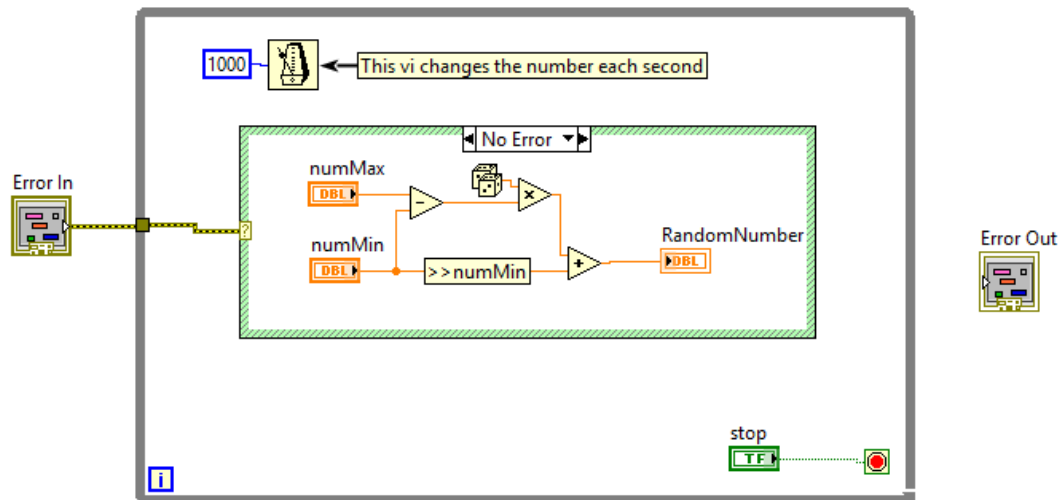 1000
This vi changes the number each second
No Error
numMax
DBL
Error In
?
numMin
DBL
>>numMin
RandomNumber
DBL
Error Out
stop
TF
i